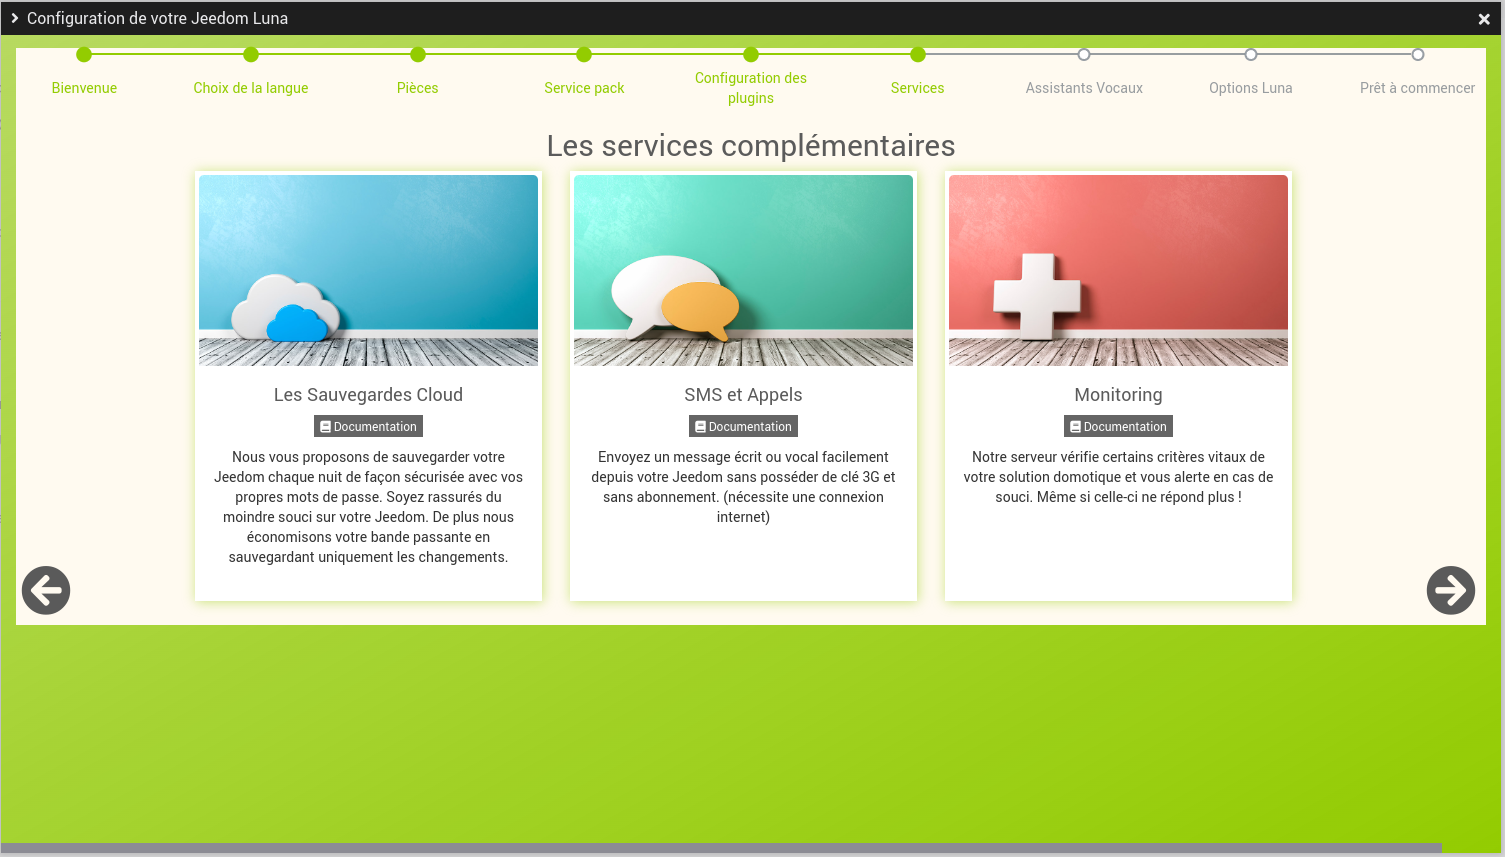 Configuration de votre Jeedom Luna
Bienvenue
Choix de la langue
Pièces
Service pack
Configuration des
plugins
Services
Assistants Vocaux
Options Luna
Prêt à commencer
Les services complémentaires
Les Sauvegardes Cloud
Documentation
Nous vous proposons de sauvegarder votre
Jeedom chaque nuit de façon sécurisée avec vos
propres mots de passe. Soyez rassurés du
moindre souci sur votre Jeedom. De plus nous
économisons votre bande passante en
sauvegardant uniquement les changements.
SMS et Appels
Documentation
Envoyez un message écrit ou vocal facilement
depuis votre Jeedom sans posséder de clé 3G et
sans abonnement. (nécessite une connexion
internet)
Monitoring
Documentation
Notre serveur vérifie certains critères vitaux de
votre solution domotique et vous alerte en cas de
souci. Même si celle-ci ne répond plus !